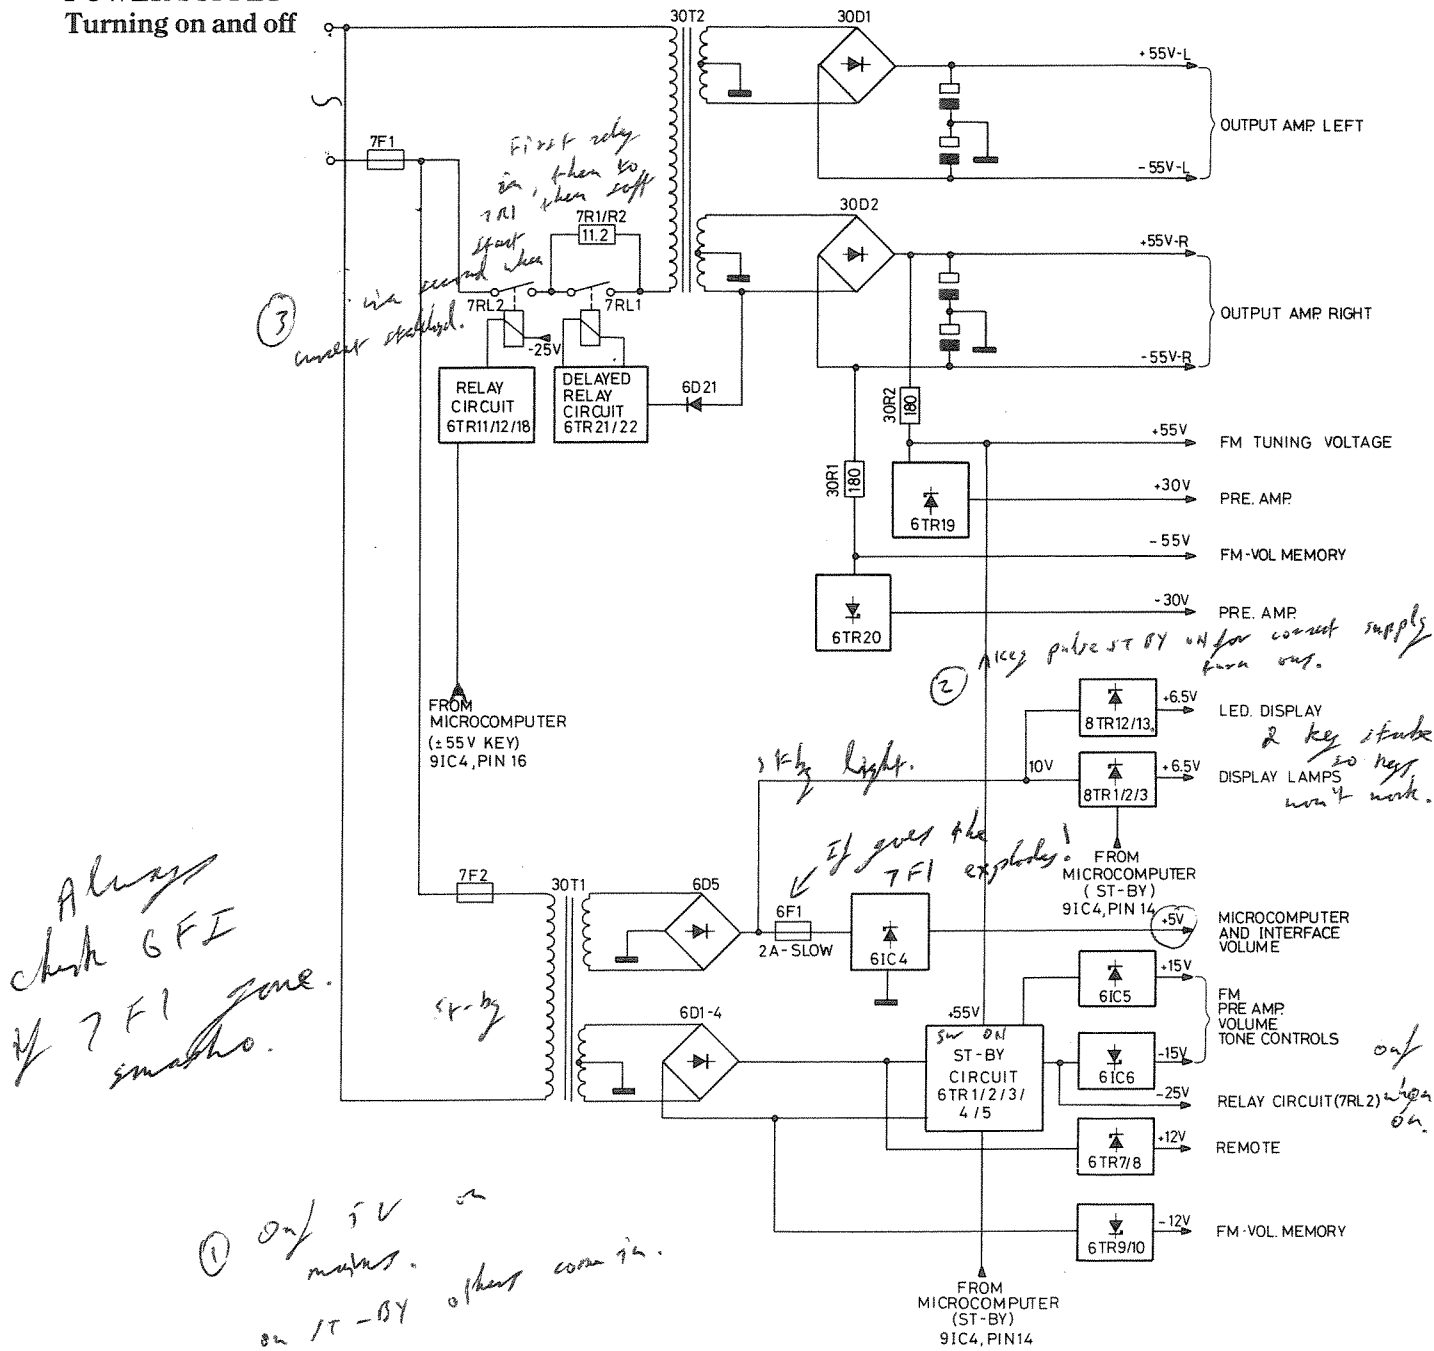 Turning on and off
30T2
30D1
+55V-L
OUTPUT AMP. LEFT
-55V-L
7F1
First relay
in, then to
7R1 then soft
start
in second when
current
3
7R1/R2
11.2
7RL2
7RL1
-25V
RELAY
CIRCUIT
6TR11/12/18
DELAYED
RELAY
CIRCUIT
6TR21/22
6D21
30D2
+55V-R
OUTPUT AMP. RIGHT
-55V-R
30R2
180
30R1
180
+55V
FM TUNING VOLTAGE
+30V
PRE. AMP.
6TR19
-55V
FM-VOL MEMORY
-30V
PRE. AMP.
6TR20
2
key pulse ST BY on for correct supply
turn
FROM
MICROCOMPUTER
(±55V KEY)
9IC4, PIN 16
8TR12/13
+6.5V
LED. DISPLAY
2 key
so keys
won't work.
10V
8TR1/2/3
+6.5V
DISPLAY LAMPS
St-by light.
FROM
MICROCOMPUTER
(ST-BY)
9IC4, PIN 14
If goes the
7F1 explodes!
Always
check 6F1
if 7F1 gone.
7F2
30T1
St-by
6D5
6F1
2A-SLOW
6IC4
+5V
MICROCOMPUTER
AND INTERFACE
VOLUME
6IC5
+15V
FM
PRE AMP.
VOLUME
TONE CONTROLS
6IC6
-15V
6D1-4
+55V
SW ON
ST-BY
CIRCUIT
6TR1/2/3/
4/5
-25V
RELAY CIRCUIT(7RL2)
only
when
on.
6TR7/8
+12V
REMOTE
6TR9/10
-12V
FM-VOL. MEMORY
FROM
MICROCOMPUTER
(ST-BY)
9IC4, PIN14
1
Only 5V on
mains.
on ST-BY others come in.